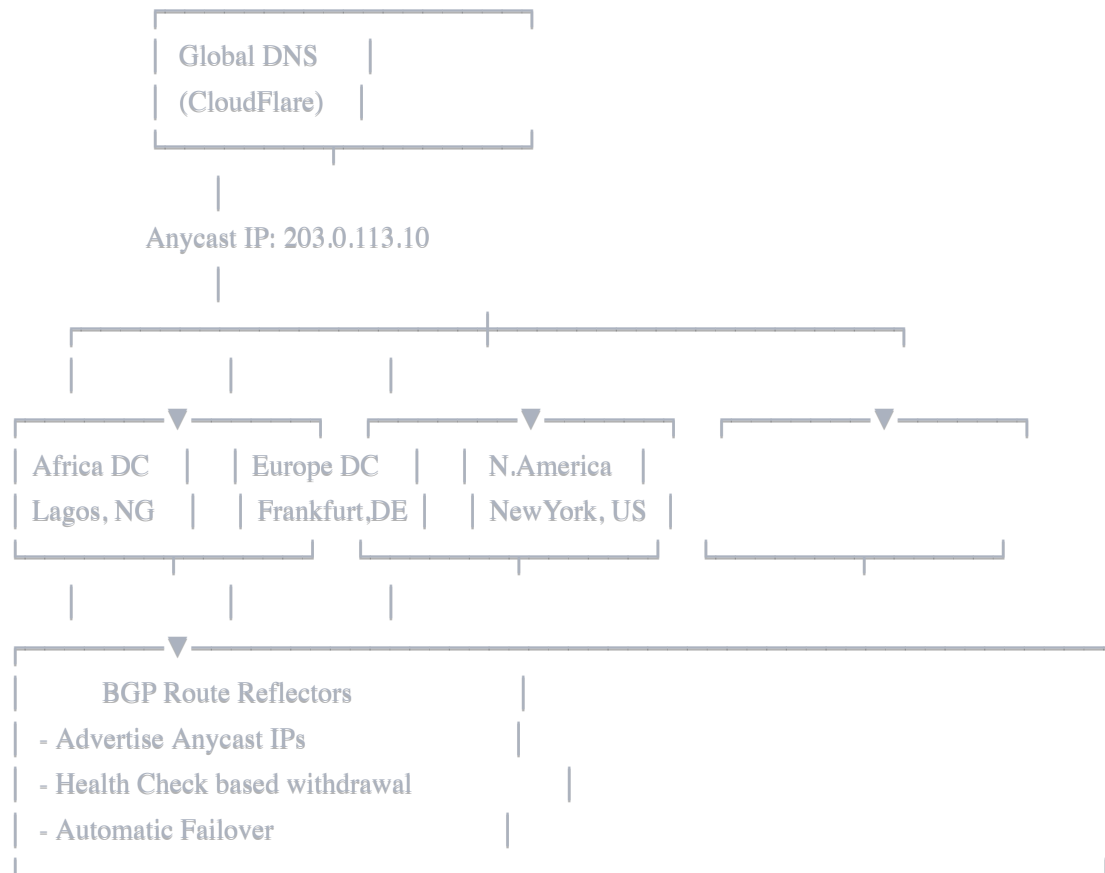 Global DNS
(CloudFlare)
Anycast IP: 203.0.113.10
Africa DC Europe DC N.America
Lagos, NG Frankfurt,DE NewYork, US
BGP Route Reflectors
- Advertise Anycast IPs
- Health Check based withdrawal
- Automatic Failover